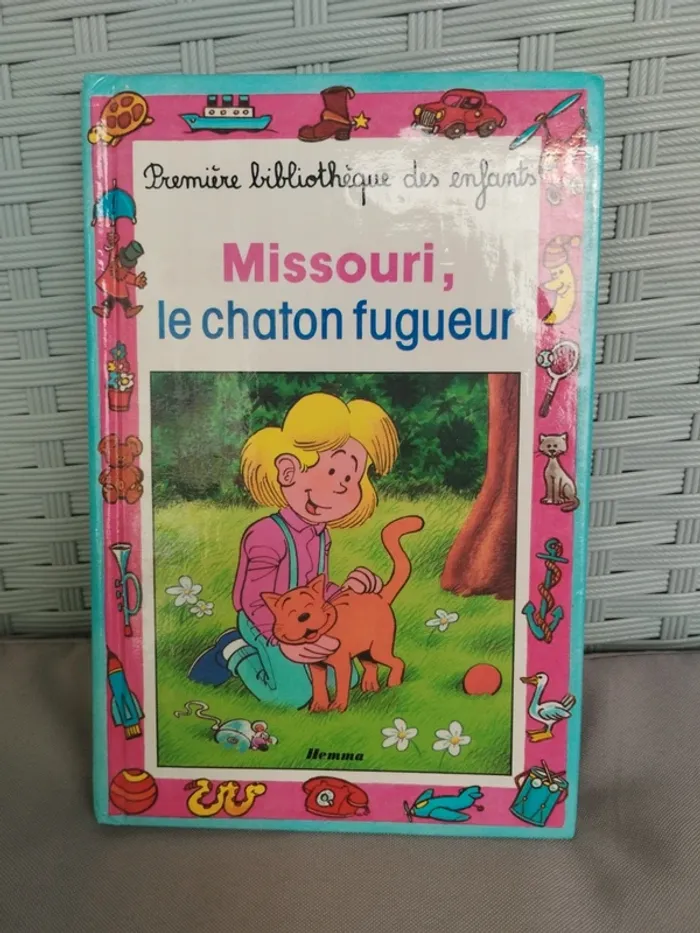 Première bibliothèque des enfants
Missouri,
le chaton fugueur
Hemma